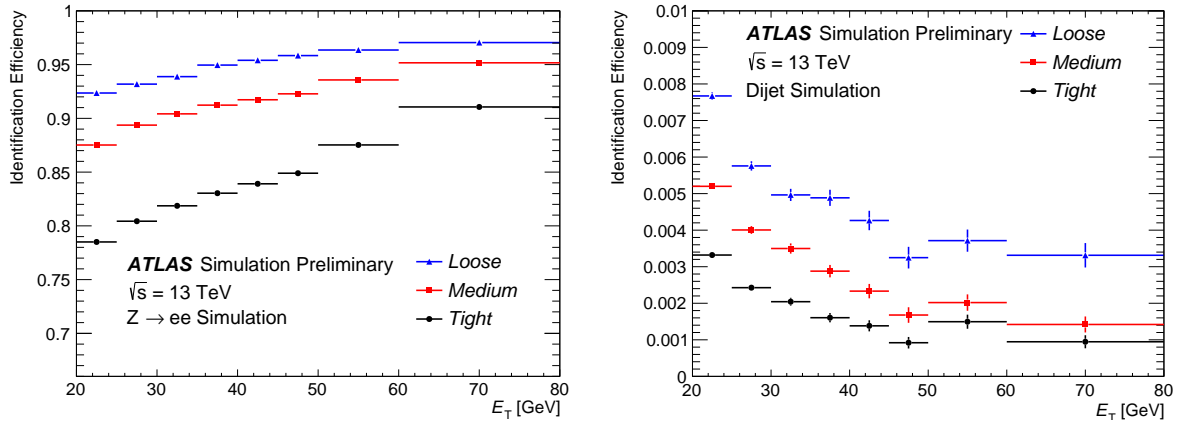 Identification Efficiency
1
0.95
0.9
0.85
0.8
0.75
0.7
ATLAS Simulation Preliminary
√s = 13 TeV
Z → ee Simulation
Loose
Medium
Tight
20 30 40 50 60 70 80
E_T [GeV]
Identification Efficiency
0.01
0.009
0.008
0.007
0.006
0.005
0.004
0.003
0.002
0.001
0
ATLAS Simulation Preliminary
√s = 13 TeV
Dijet Simulation
Loose
Medium
Tight
20 30 40 50 60 70 80
E_T [GeV]